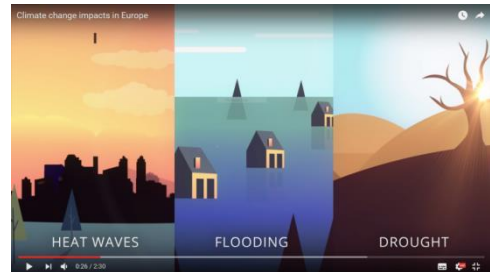 Climate change impacts in Europe
HEAT WAVES
FLOODING
DROUGHT
0:26 / 2:30